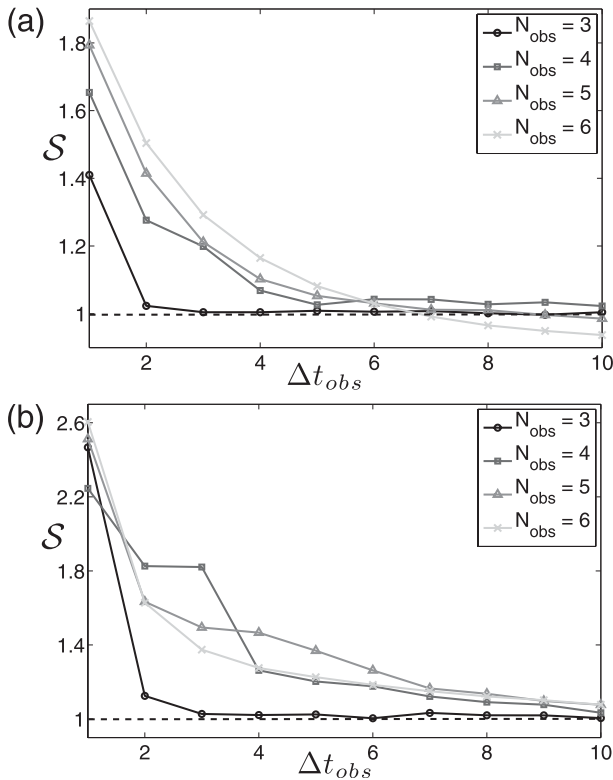 (a)
1.8
1.6
1.4
1.2
1
S
2 4 6 8 10
Δt_obs
N_obs = 3
N_obs = 4
N_obs = 5
N_obs = 6
(b)
2.6
2.2
1.8
1.4
1
S
2 4 6 8 10
Δt_obs
N_obs = 3
N_obs = 4
N_obs = 5
N_obs = 6